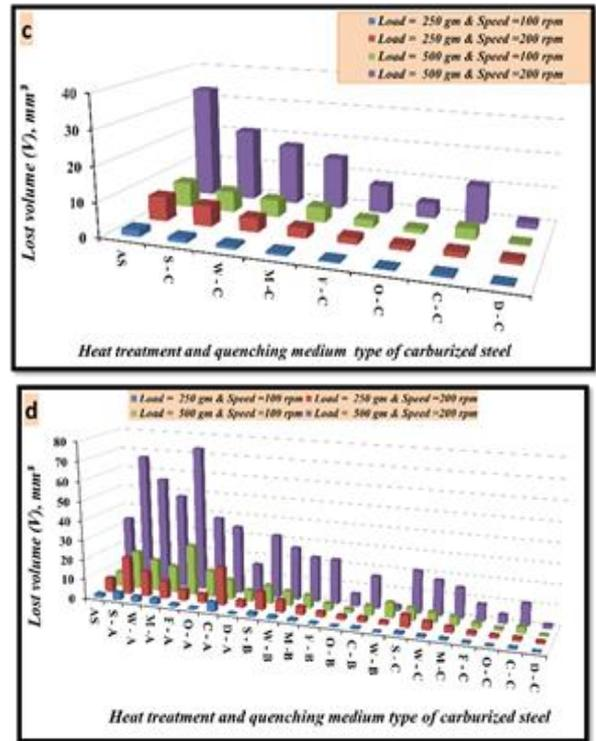 c
Load = 250 gm & Speed =100 rpm
Load = 250 gm & Speed =200 rpm
Load = 500 gm & Speed =100 rpm
Load = 500 gm & Speed =200 rpm
Lost volume (V), mm³
40
30
20
10
0
AS
S - C
W - C
M -C
F - C
O - C
C - C
D - C
Heat treatment and quenching medium type of carburized steel
d
Load = 250 gm & Speed =100 rpm
Load = 250 gm & Speed =200 rpm
Load = 500 gm & Speed =100 rpm
Load = 500 gm & Speed =200 rpm
Lost volume (V), mm³
80
70
60
50
40
30
20
10
0
AS
S - A
W - A
M - A
F - A
O - A
C - A
D - A
S - B
W - B
M -B
F - B
O - B
C - B
W - B
S - C
W - C
M -C
F - C
O - C
C - C
D - C
Heat treatment and quenching medium type of carburized steel